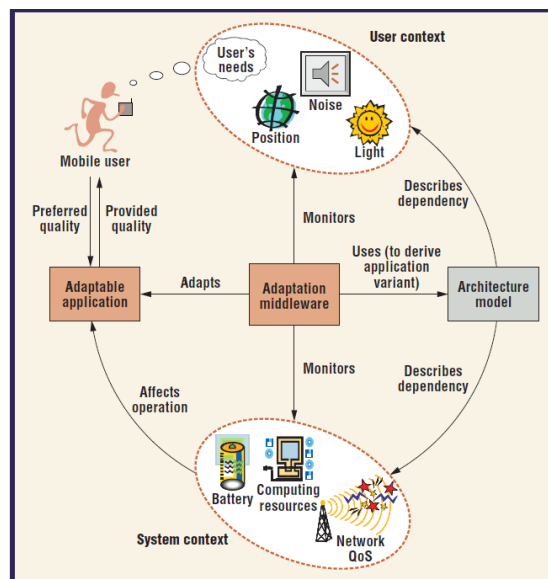 User context
User's
needs
Noise
Position
Light
Mobile user
Describes
dependency
Preferred
quality
Provided
quality
Monitors
Uses (to derive
application
variant)
Adaptable
application
Adapts
Adaptation
middleware
Architecture
model
Monitors
Describes
dependency
Affects
operation
Battery
Computing
resources
Network
QoS
System context